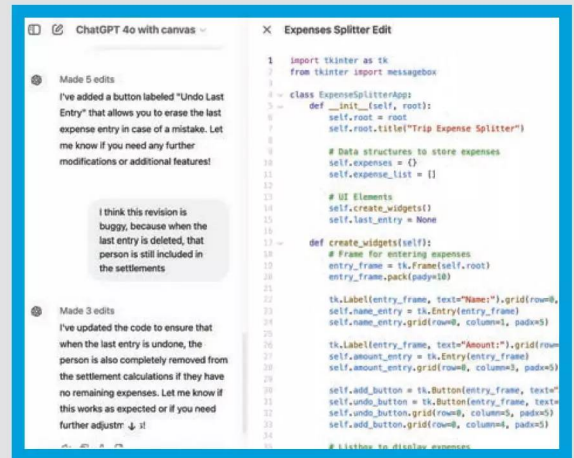 ChatGPT 4o with canvas
Made 5 edits
I've added a button labeled "Undo Last
Entry" that allows you to erase the last
expense entry in case of a mistake. Let
me know if you need any further
modifications or additional features!
I think this revision is
buggy, because when the
last entry is deleted, that
person is still included in
the settlements
Made 3 edits
I've updated the code to ensure that
when the last entry is undone, the
person is also completely removed from
the settlement calculations if they have
no remaining expenses. Let me know if
this works as expected or if you need
further
Expenses Splitter Edit
1 import tkinter as tk
2 from tkinter import messagebox
3
4 class ExpenseSplitterApp:
5 def __init__(self, root):
6 self.root = root
7 self.root.title("Trip Expense Splitter")
8
9 # Data structures to store expenses
10 self.expenses = {}
11 self.expense_list = []
12
13 # UI Elements
14 self.create_widgets()
15 self.last_entry = None
16
17 def create_widgets(self):
18 # Frame for entering expenses
19 entry_frame = tk.Frame(self.root)
20 entry_frame.pack(pady=10)
21
22 tk.Label(entry_frame, text="Name:").grid(row=0,
23 self.name_entry = tk.Entry(entry_frame)
24 self.name_entry.grid(row=0, column=1, padx=5)
25
26 tk.Label(entry_frame, text="Amount:").grid(row=
27 self.amount_entry = tk.Entry(entry_frame)
28 self.amount_entry.grid(row=0, column=3, padx=5)
29
30 self.add_button = tk.Button(entry_frame, text="
31 self.undo_button = tk.Button(entry_frame, text=
32 self.undo_button.grid(row=0, column=5, padx=5)
33 self.add_button.grid(row=0, column=4, padx=5)
34
35 # Listbox to display expenses